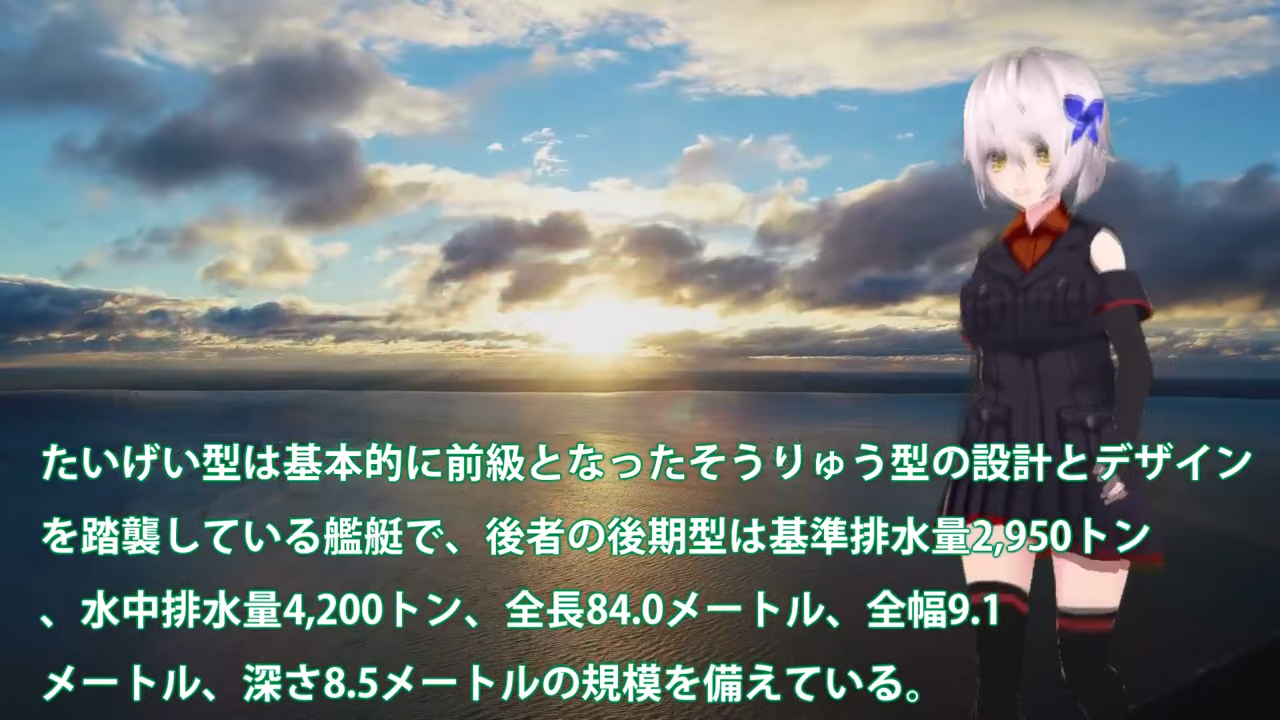 たいげい型は基本的に前級となったそうりゅう型の設計とデザイン
を踏襲している艦艇で、後者の後期型は基準排水量2,950トン
、水中排水量4,200トン、全長84.0メートル、全幅9.1
メートル、深さ8.5メートルの規模を備えている。